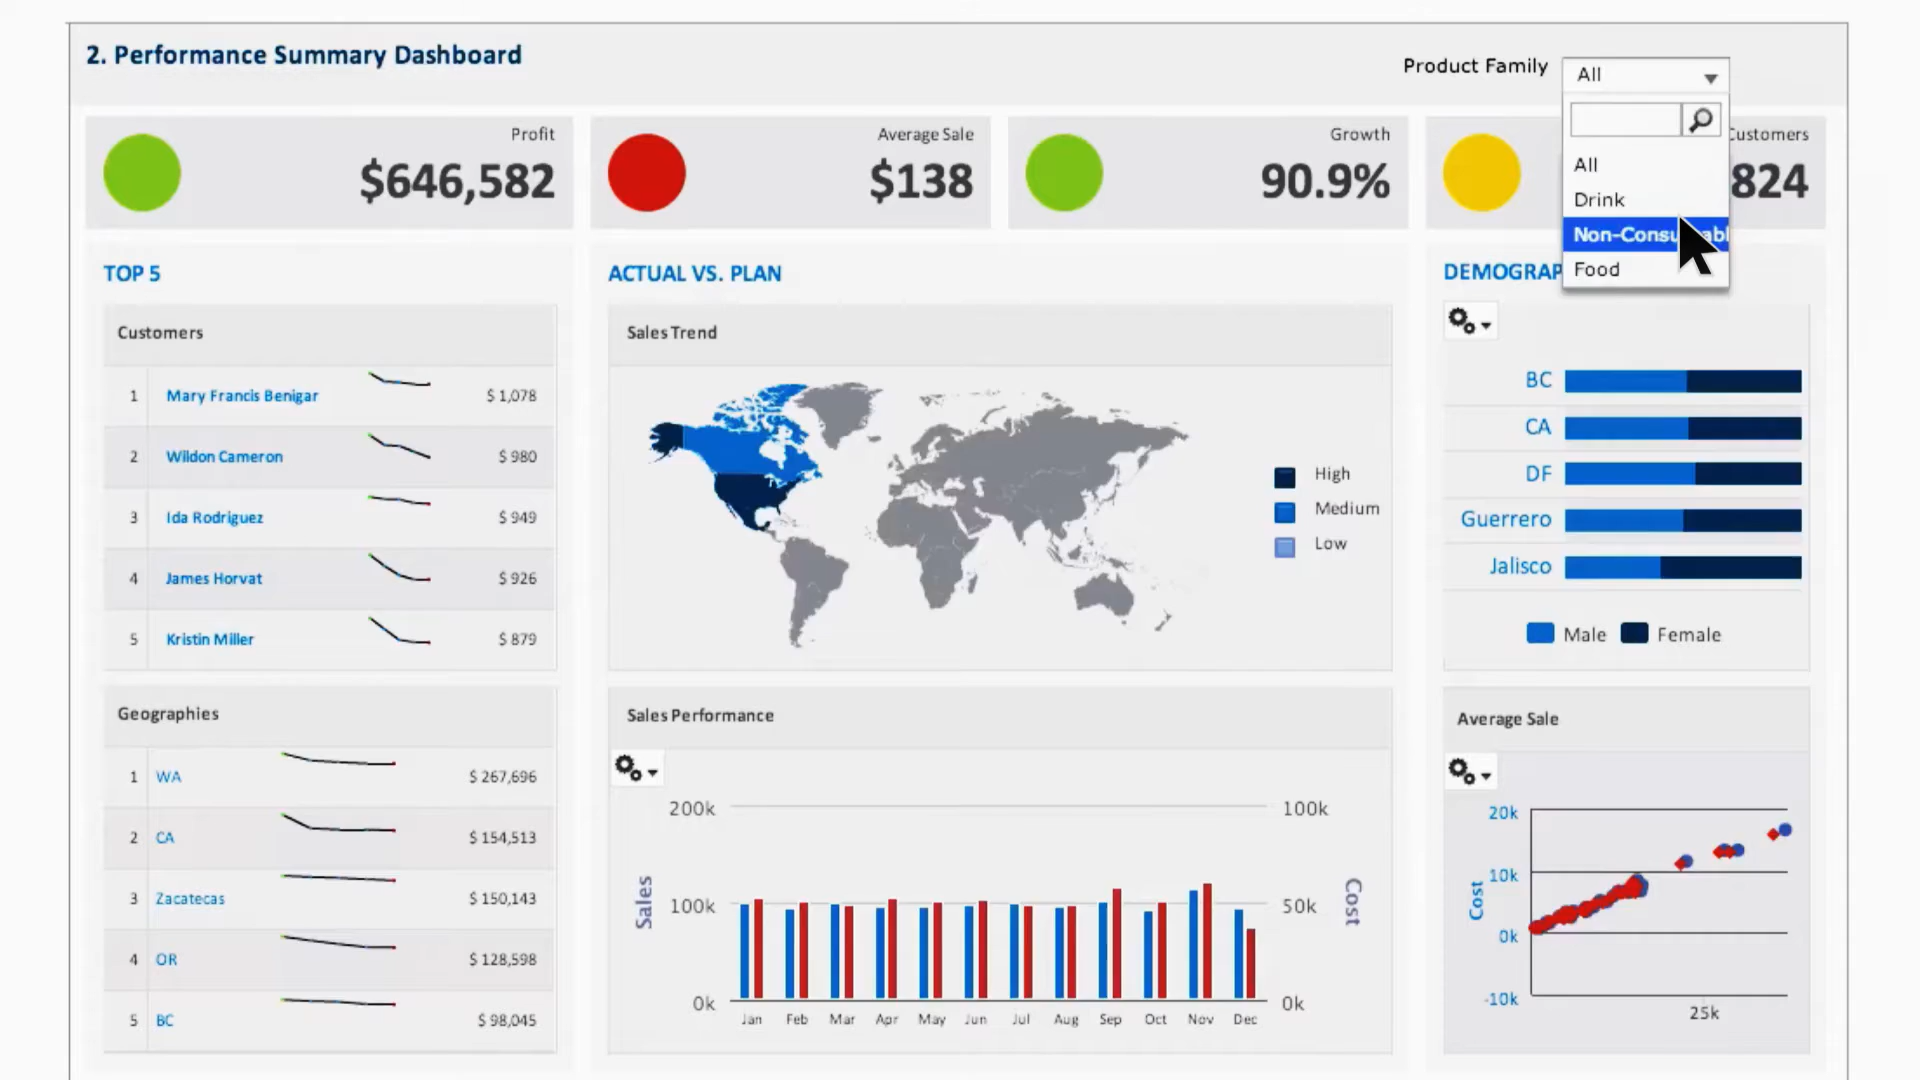 2. Performance Summary Dashboard
Product Family
All
All
Drink
Food
Profit
$646,582
Average Sale
$138
Growth
90.9%
824
TOP 5
ACTUAL VS. PLAN
Customers
1 Mary Francis Benigar $ 1,078
2 Wildon Cameron $ 980
3 Ida Rodriguez $ 949
4 James Horvat $ 926
5 Kristin Miller $ 879
Geographies
1 WA $ 267,696
2 CA $ 154,513
3 Zacatecas $ 150,143
4 OR $ 128,598
5 BC $ 98,045
Sales Trend
High
Medium
Low
Sales Performance
200k
100k
0k
Sales
100k
50k
0k
Cost
Jan Feb Mar Apr May Jun Jul Aug Sep Oct Nov Dec
BC
CA
DF
Guerrero
Jalisco
Male Female
Average Sale
20k
10k
0k
-10k
Cost
25k